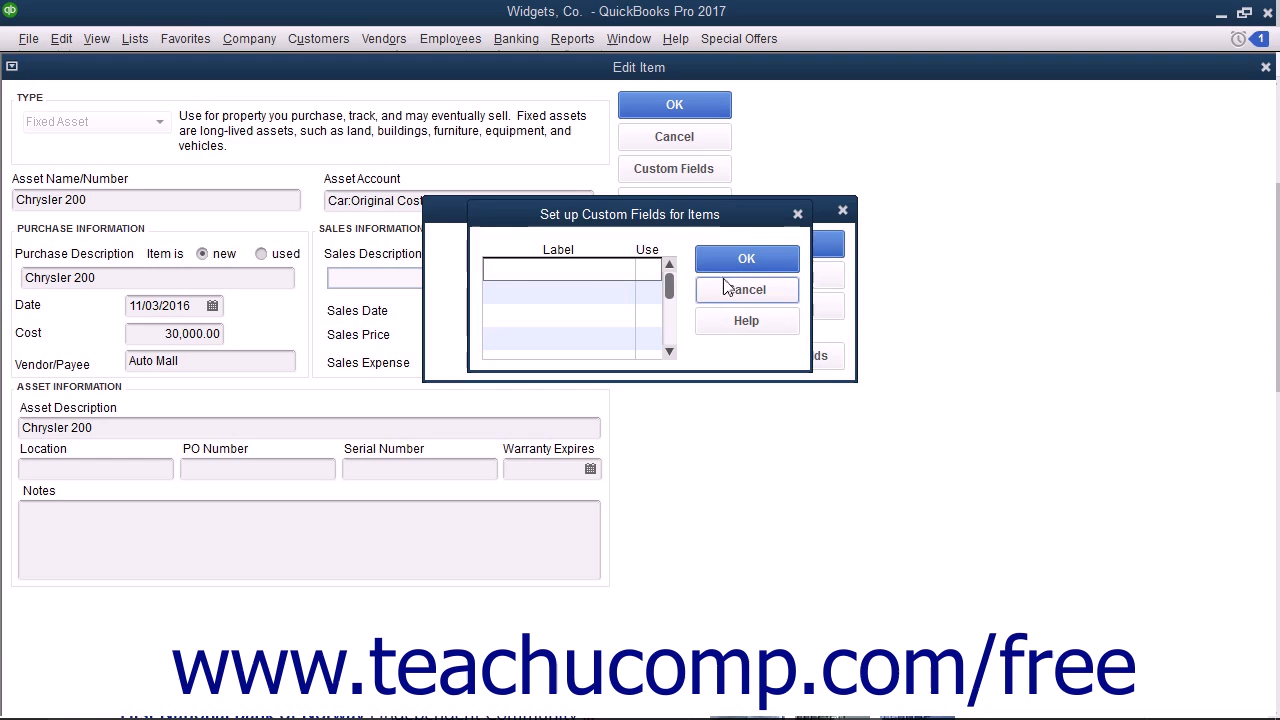 qb
Widgets, Co. - QuickBooks Pro 2017
File Edit View Lists Favorites Company Customers Vendors Employees Banking Reports Window Help Special Offers 1
Edit Item
TYPE
Fixed Asset
Use for property you purchase, track, and may eventually sell. Fixed assets
are long-lived assets, such as land, buildings, furniture, equipment, and
vehicles.
OK
Cancel
Custom Fields
Asset Name/Number
Chrysler 200
Asset Account
Car:Original Cost
PURCHASE INFORMATION
Purchase Description Item is new used
Chrysler 200
Date 11/03/2016
Cost 30,000.00
Vendor/Payee Auto Mall
SALES INFORMATION
Sales Description
Sales Date
Sales Price
Sales Expense
Set up Custom Fields for Items
Label Use
OK
Cancel
Help
ds
ASSET INFORMATION
Asset Description
Chrysler 200
Location PO Number Serial Number Warranty Expires
Notes
www.teachucomp.com/free